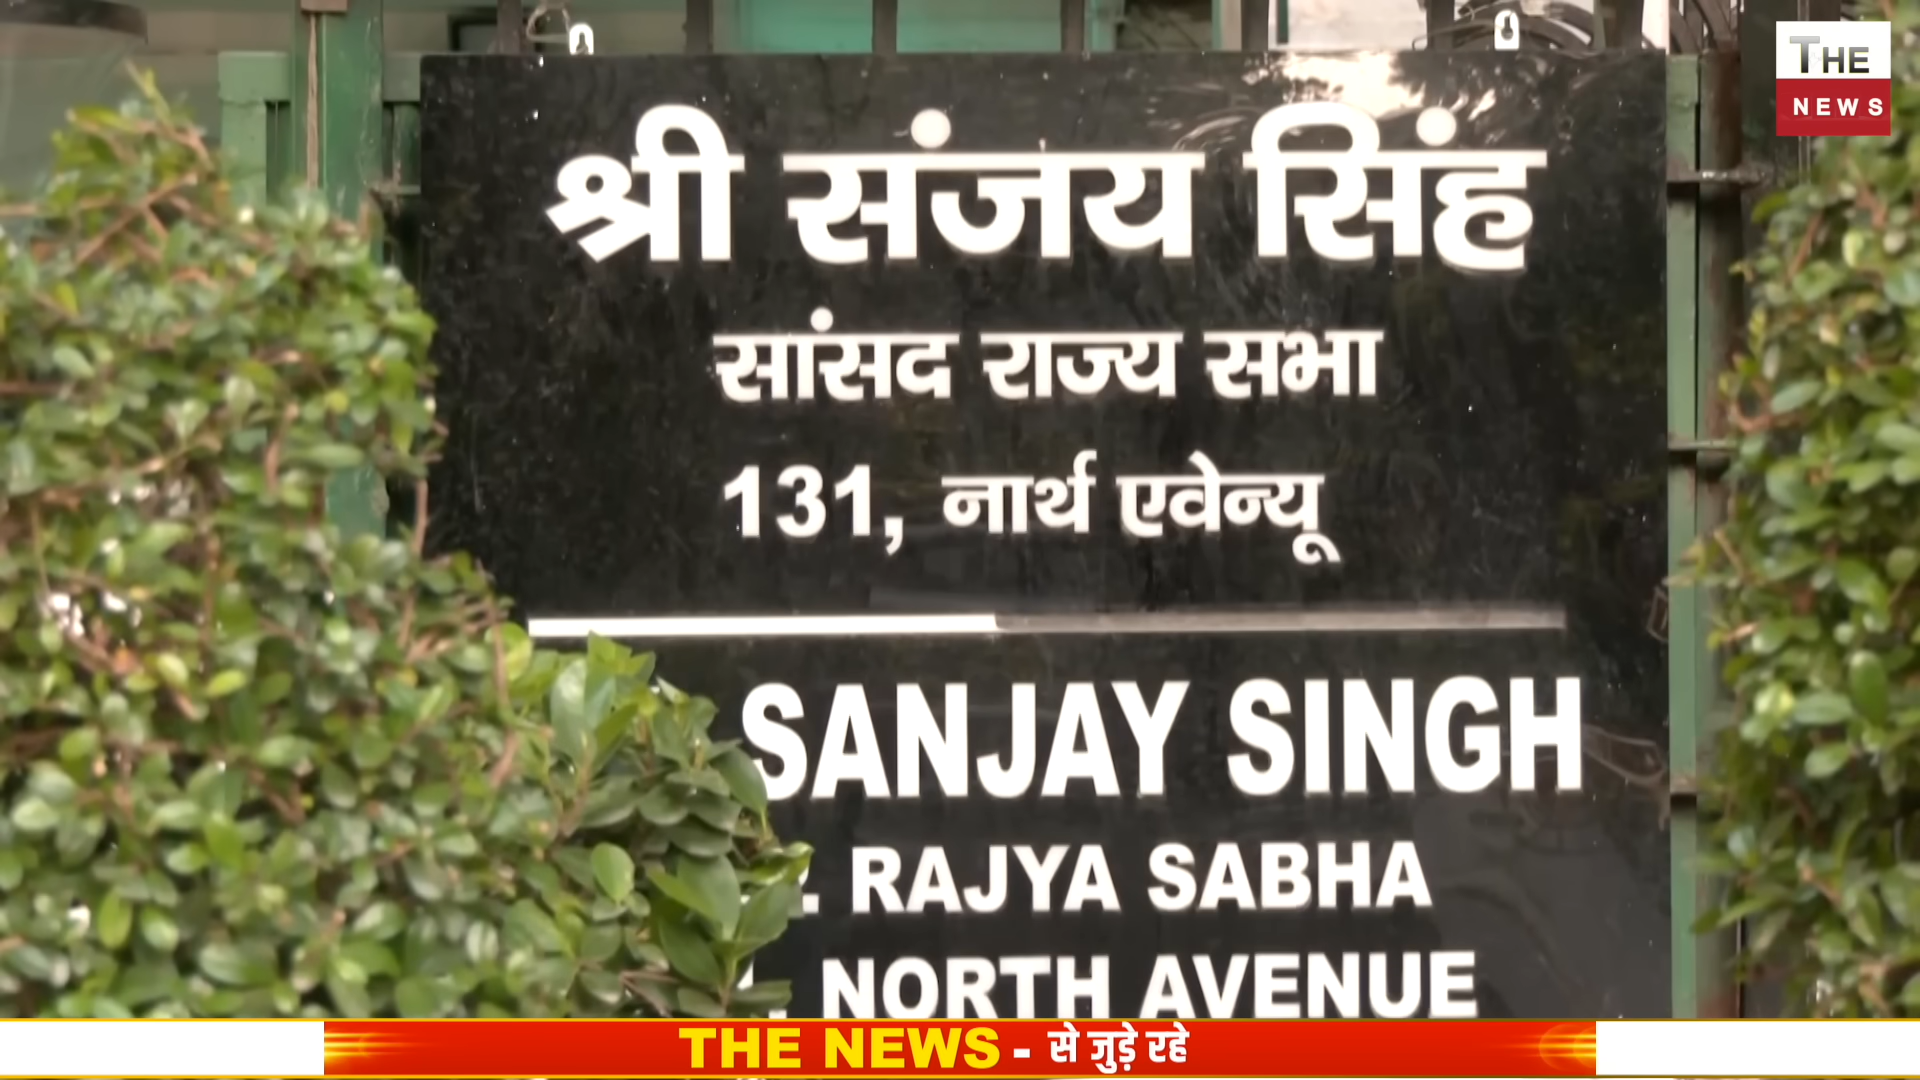 THE
NEWS
श्री संजय सिंह
सांसद राज्य सभा
131, नार्थ एवेन्यू
SANJAY SINGH
. RAJYA SABHA
, NORTH AVENUE
THE NEWS - से जुड़े रहे